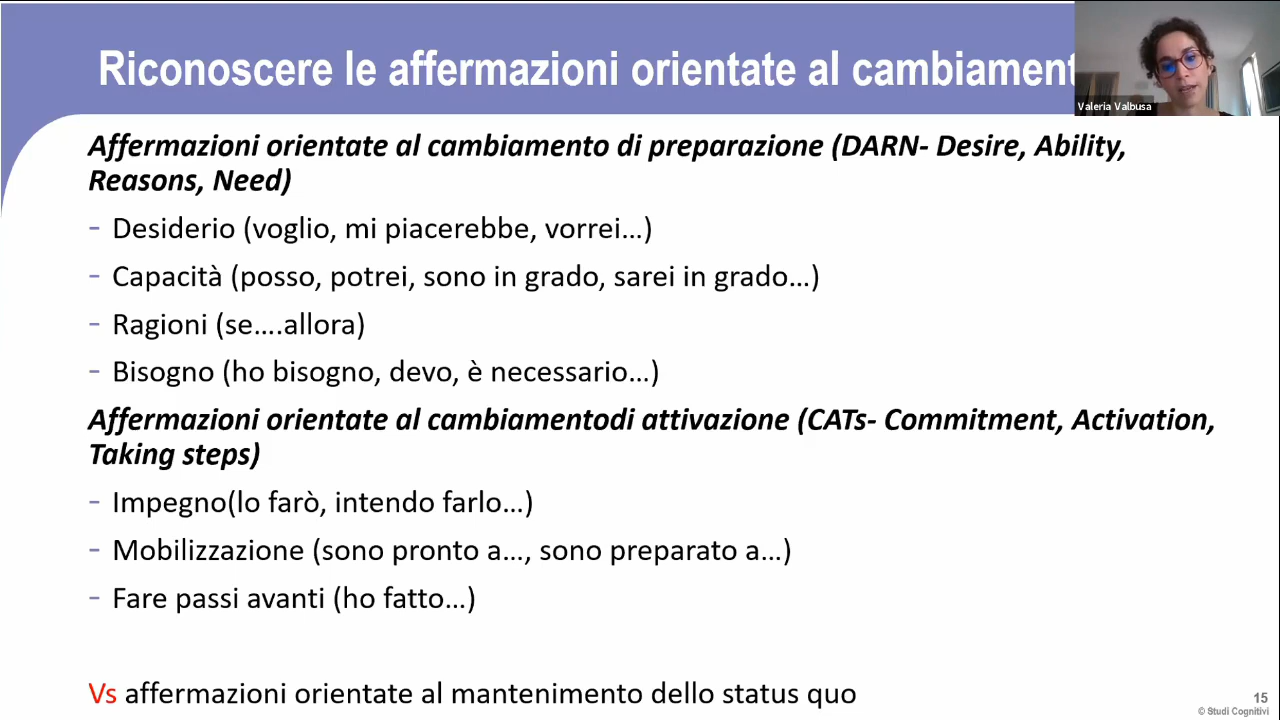 Riconoscere le affermazioni orientate al cambiament
Valeria Valbusa
Affermazioni orientate al cambiamento di preparazione (DARN- Desire, Ability,
Reasons, Need)
- Desiderio (voglio, mi piacerebbe, vorrei…)
- Capacità (posso, potrei, sono in grado, sarei in grado…)
- Ragioni (se….allora)
- Bisogno (ho bisogno, devo, è necessario…)
Affermazioni orientate al cambiamentodi attivazione (CATs- Commitment, Activation,
Taking steps)
- Impegno(lo farò, intendo farlo…)
- Mobilizzazione (sono pronto a…, sono preparato a…)
- Fare passi avanti (ho fatto…)
Vs affermazioni orientate al mantenimento dello status quo
15
© Studi Cognitivi